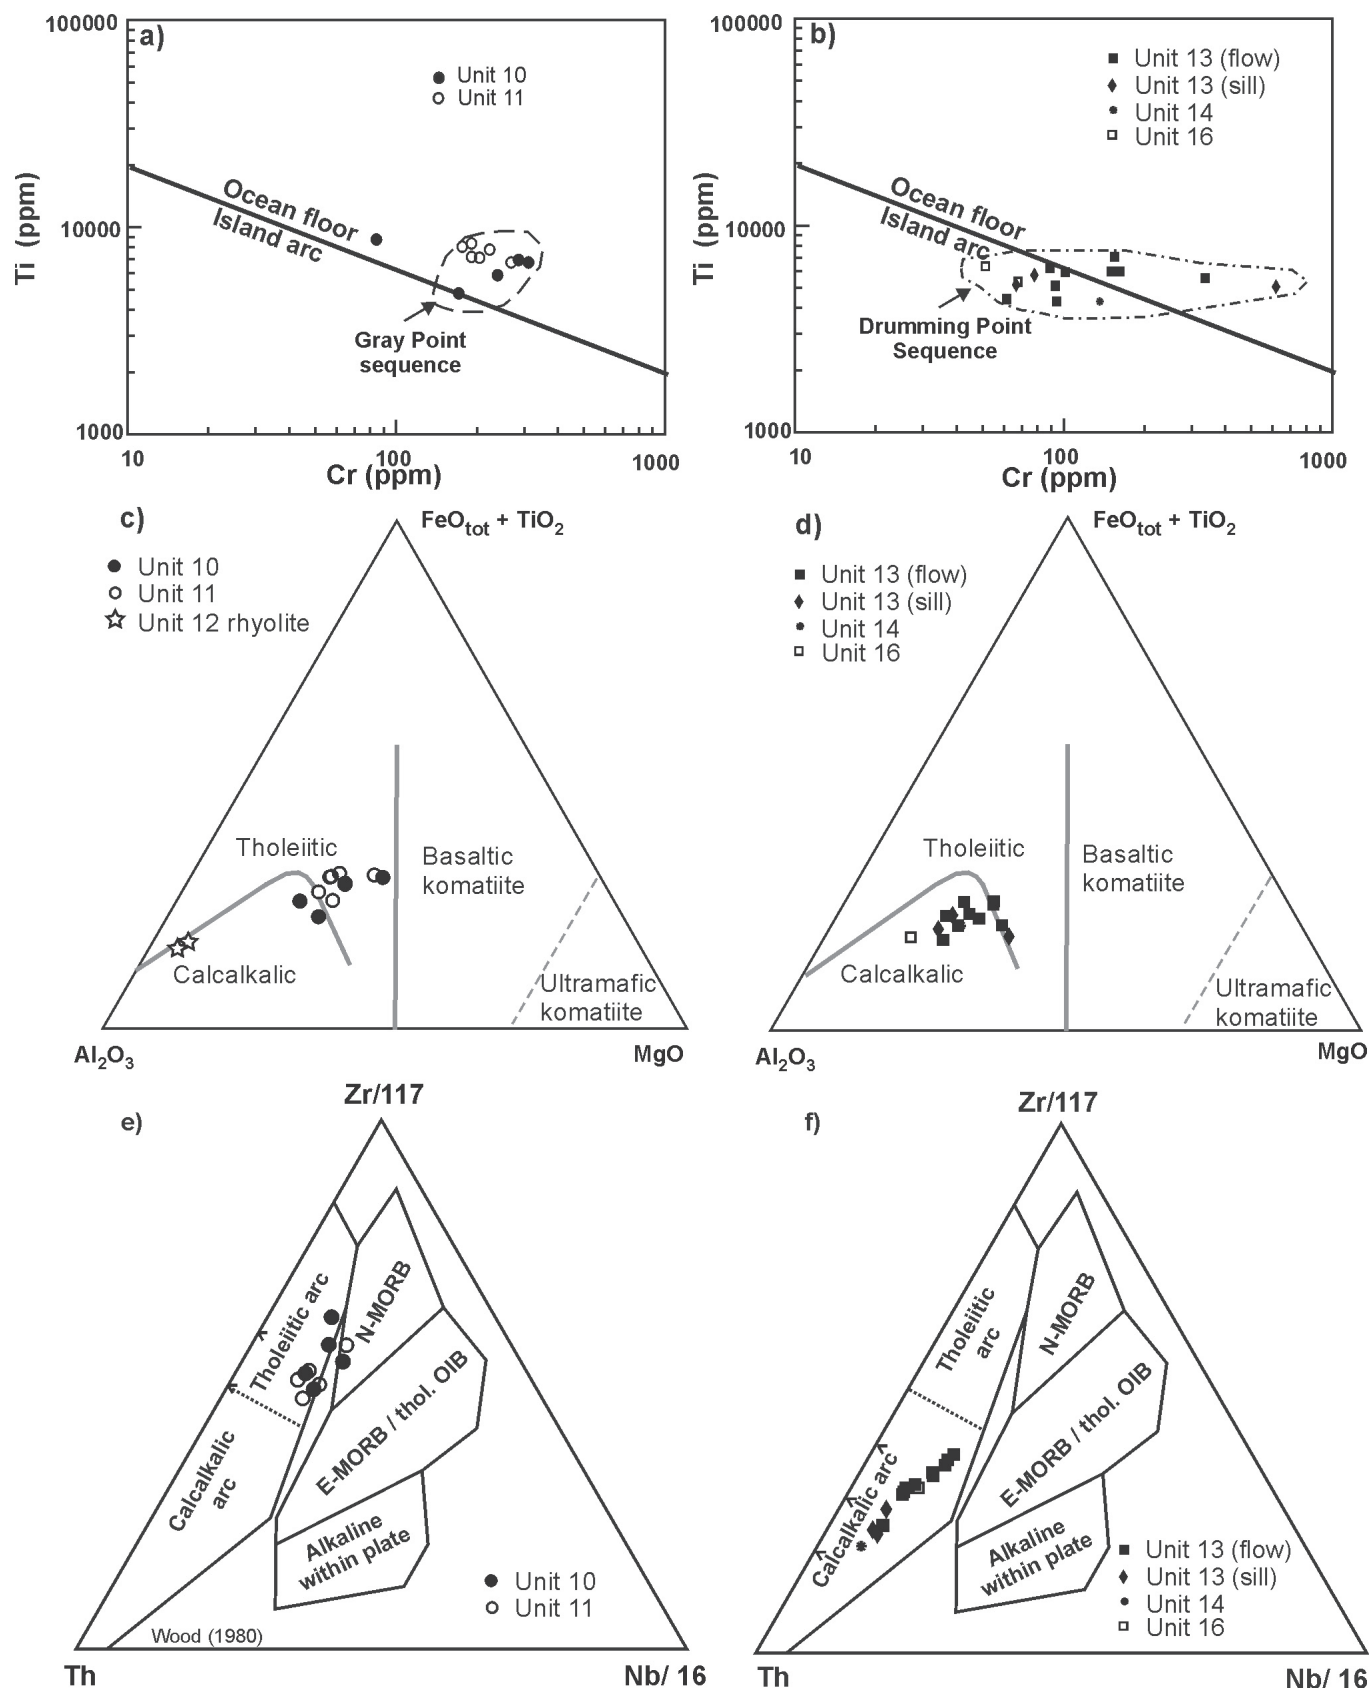 a)
100000
10000
1000
Ti (ppm)
Unit 10
Unit 11
Ocean floor
Island arc
Gray Point
sequence
10
100
1000
Cr (ppm)
b)
100000
10000
1000
Ti (ppm)
Unit 13 (flow)
Unit 13 (sill)
Unit 14
Unit 16
Ocean floor
Island arc
Drumming Point
Sequence
10
100
1000
Cr (ppm)
c)
FeOtot + TiO2
Unit 10
Unit 11
Unit 12 rhyolite
Tholeiitic
Basaltic
komatiite
Calcalkalic
Ultramafic
komatiite
Al2O3
MgO
d)
FeOtot + TiO2
Unit 13 (flow)
Unit 13 (sill)
Unit 14
Unit 16
Tholeiitic
Basaltic
komatiite
Calcalkalic
Ultramafic
komatiite
Al2O3
MgO
e)
Zr/117
Tholeiitic arc
N-MORB
E-MORB / thol. OIB
Calcalkalic
arc
Alkaline
within plate
Unit 10
Unit 11
Wood (1980)
Th
Nb/ 16
f)
Zr/117
Tholeiitic
arc
N-MORB
E-MORB / thol. OIB
Calcalkalic arc
Alkaline
within plate
Unit 13 (flow)
Unit 13 (sill)
Unit 14
Unit 16
Th
Nb/ 16